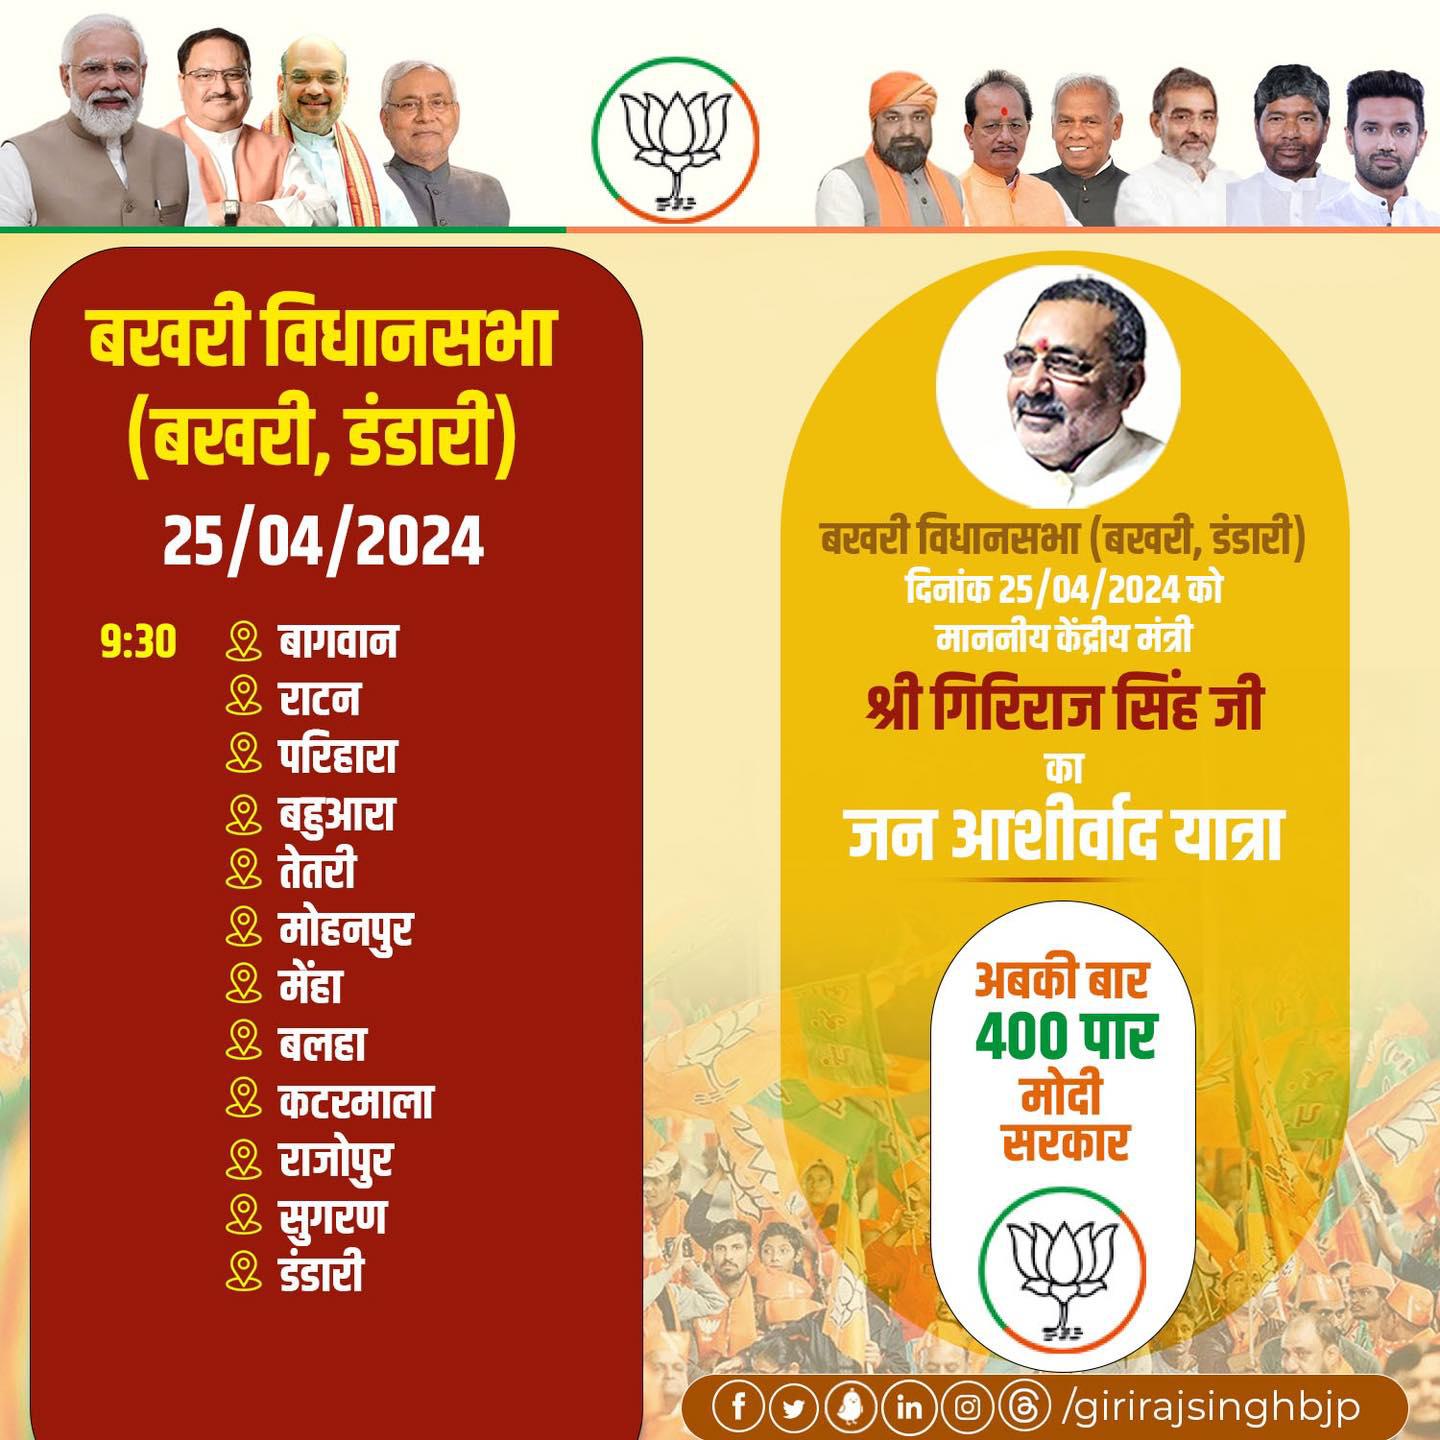 बखरी विधानसभा
(बखरी, डंडारी)
25/04/2024
9:30 बागवान
राटन
परिहारा
बहुआरा
तेतरी
मोहनपुर
मेंहा
बलहा
कटरमाला
राजोपुर
सुगरण
डंडारी
बखरी विधानसभा (बखरी, डंडारी)
दिनांक 25/04/2024 को
माननीय केंद्रीय मंत्री
श्री गिरिराज सिंह जी
का
जन आशीर्वाद यात्रा
अबकी बार
400 पार
मोदी
सरकार
/girirajsinghbjp